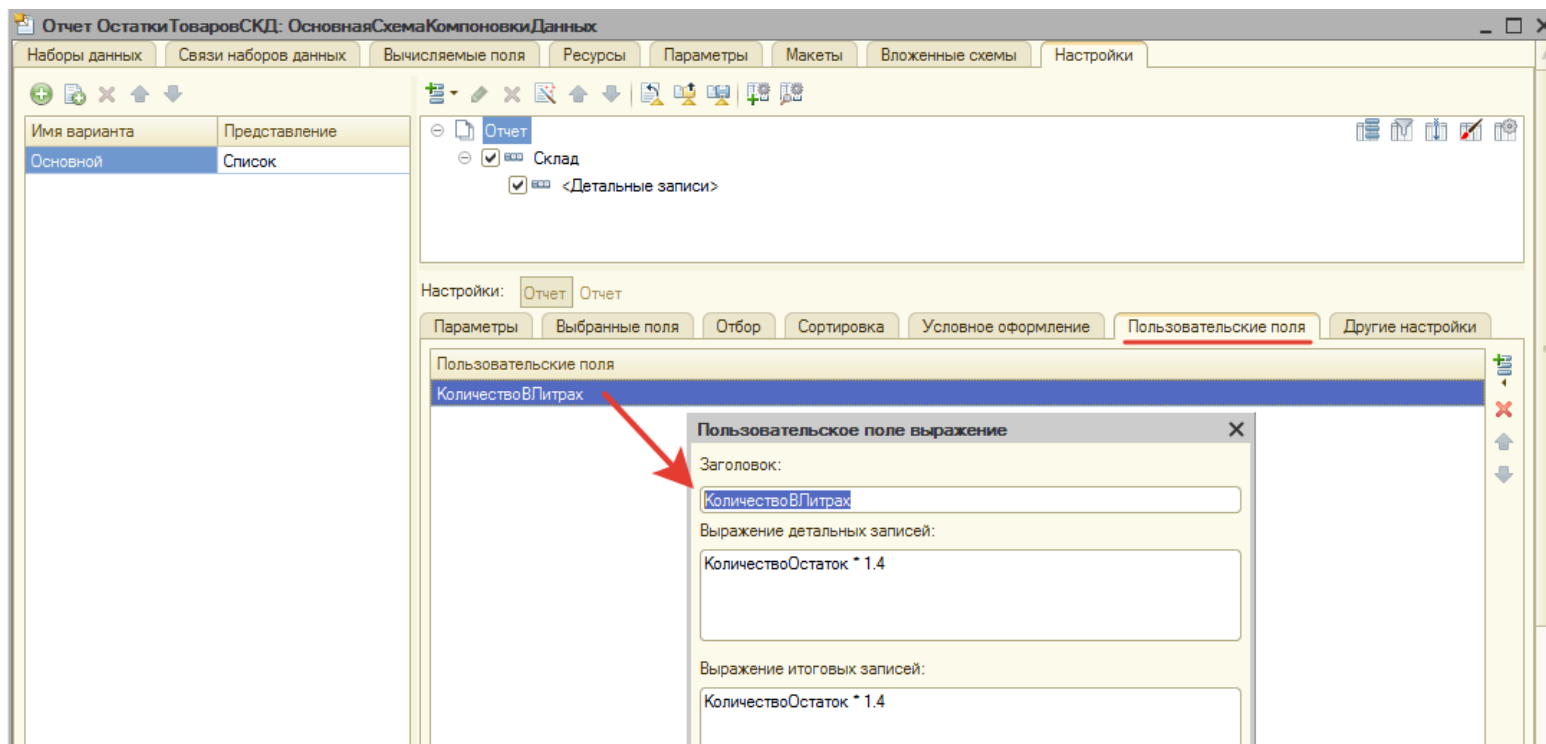 Отчет ОстаткиТоваровСКД: ОсновнаяСхемаКомпоновкиДанных
Наборы данных Связи наборов данных Вычисляемые поля Ресурсы Параметры Макеты Вложенные схемы Настройки
Имя варианта Представление
Основной Список
Отчет
Склад
<Детальные записи>
Настройки: Отчет Отчет
Параметры Выбранные поля Отбор Сортировка Условное оформление Пользовательские поля Другие настройки
Пользовательские поля
КоличествоВЛитрах
Пользовательское поле выражение
Заголовок:
КоличествоВЛитрах
Выражение детальных записей:
КоличествоОстаток * 1.4
Выражение итоговых записей:
КоличествоОстаток * 1.4